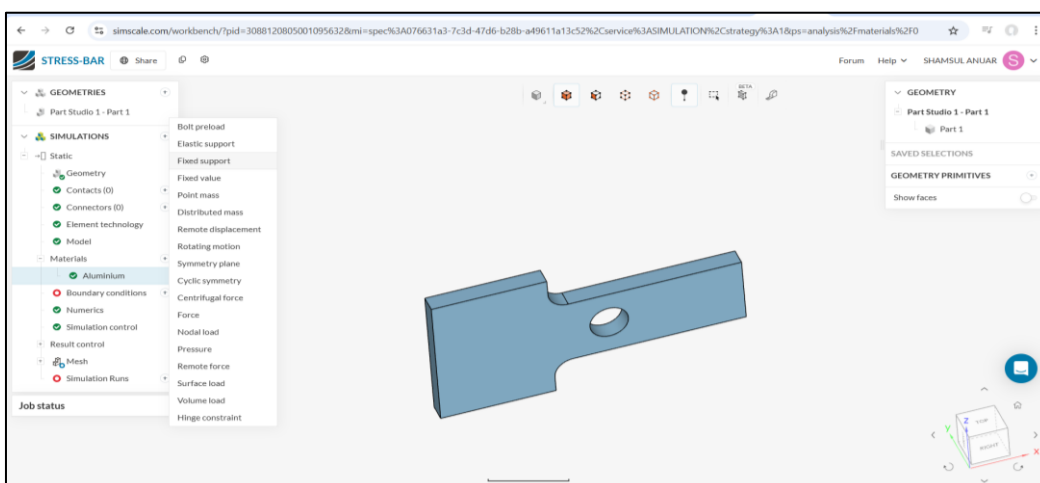 simscale.com/workbench/?pid=3088120805001095632&mi=spec%3A076631a3-7c3d-47d6-b28b-a49611a13c52%2Cservice%3ASIMULATION%2Cstrategy%3A1&ps=analysis%2Fmaterials%2F0
STRESS-BAR
Share
Forum
Help
SHAMSUL ANUAR
S
GEOMETRIES
Part Studio 1 - Part 1
SIMULATIONS
Static
Geometry
Contacts (0)
Connectors (0)
Element technology
Model
Materials
Aluminium
Boundary conditions
Numerics
Simulation control
Result control
Mesh
Simulation Runs
Job status
Bolt preload
Elastic support
Fixed support
Fixed value
Point mass
Distributed mass
Remote displacement
Rotating motion
Symmetry plane
Cyclic symmetry
Centrifugal force
Force
Nodal load
Pressure
Remote force
Surface load
Volume load
Hinge constraint
BETA
GEOMETRY
Part Studio 1 - Part 1
Part 1
SAVED SELECTIONS
GEOMETRY PRIMITIVES
Show faces
Z
TOP
Y
RIGHT
X